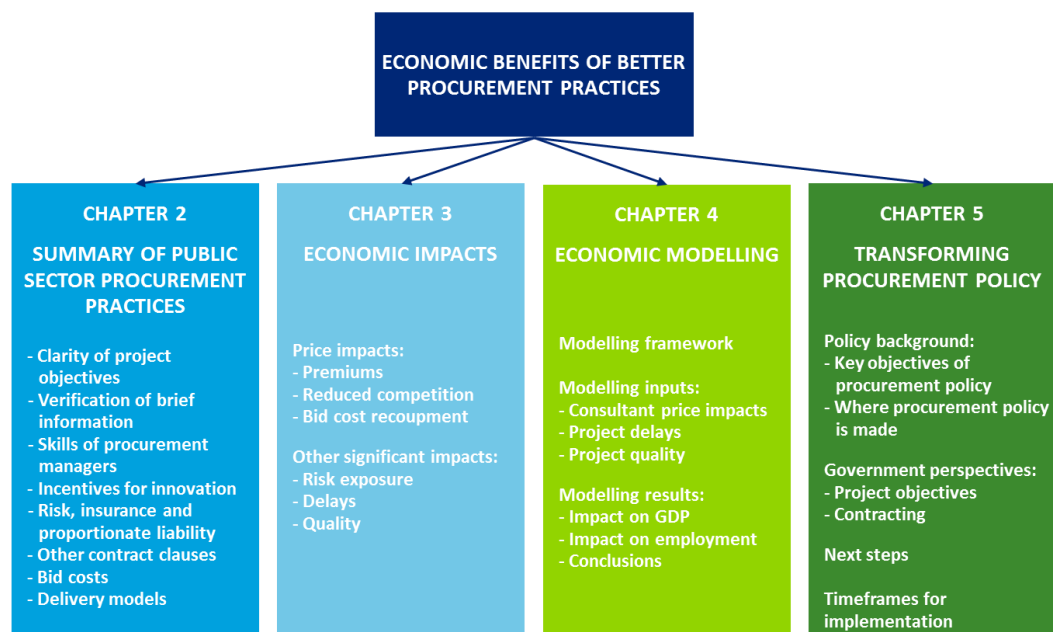 ECONOMIC BENEFITS OF BETTER
PROCUREMENT PRACTICES
CHAPTER 2
SUMMARY OF PUBLIC
SECTOR PROCUREMENT
PRACTICES
- Clarity of project
objectives
- Verification of brief
information
- Skills of procurement
managers
- Incentives for innovation
- Risk, insurance and
proportionate liability
- Other contract clauses
- Bid costs
- Delivery models
CHAPTER 3
ECONOMIC IMPACTS
Price impacts:
- Premiums
- Reduced competition
- Bid cost recoupment
Other significant impacts:
- Risk exposure
- Delays
- Quality
CHAPTER 4
ECONOMIC MODELLING
Modelling framework
Modelling inputs:
- Consultant price impacts
- Project delays
- Project quality
Modelling results:
- Impact on GDP
- Impact on employment
- Conclusions
CHAPTER 5
TRANSFORMING
PROCUREMENT POLICY
Policy background:
- Key objectives of
procurement policy
- Where procurement policy
is made
Government perspectives:
- Project objectives
- Contracting
Next steps
Timeframes for
implementation